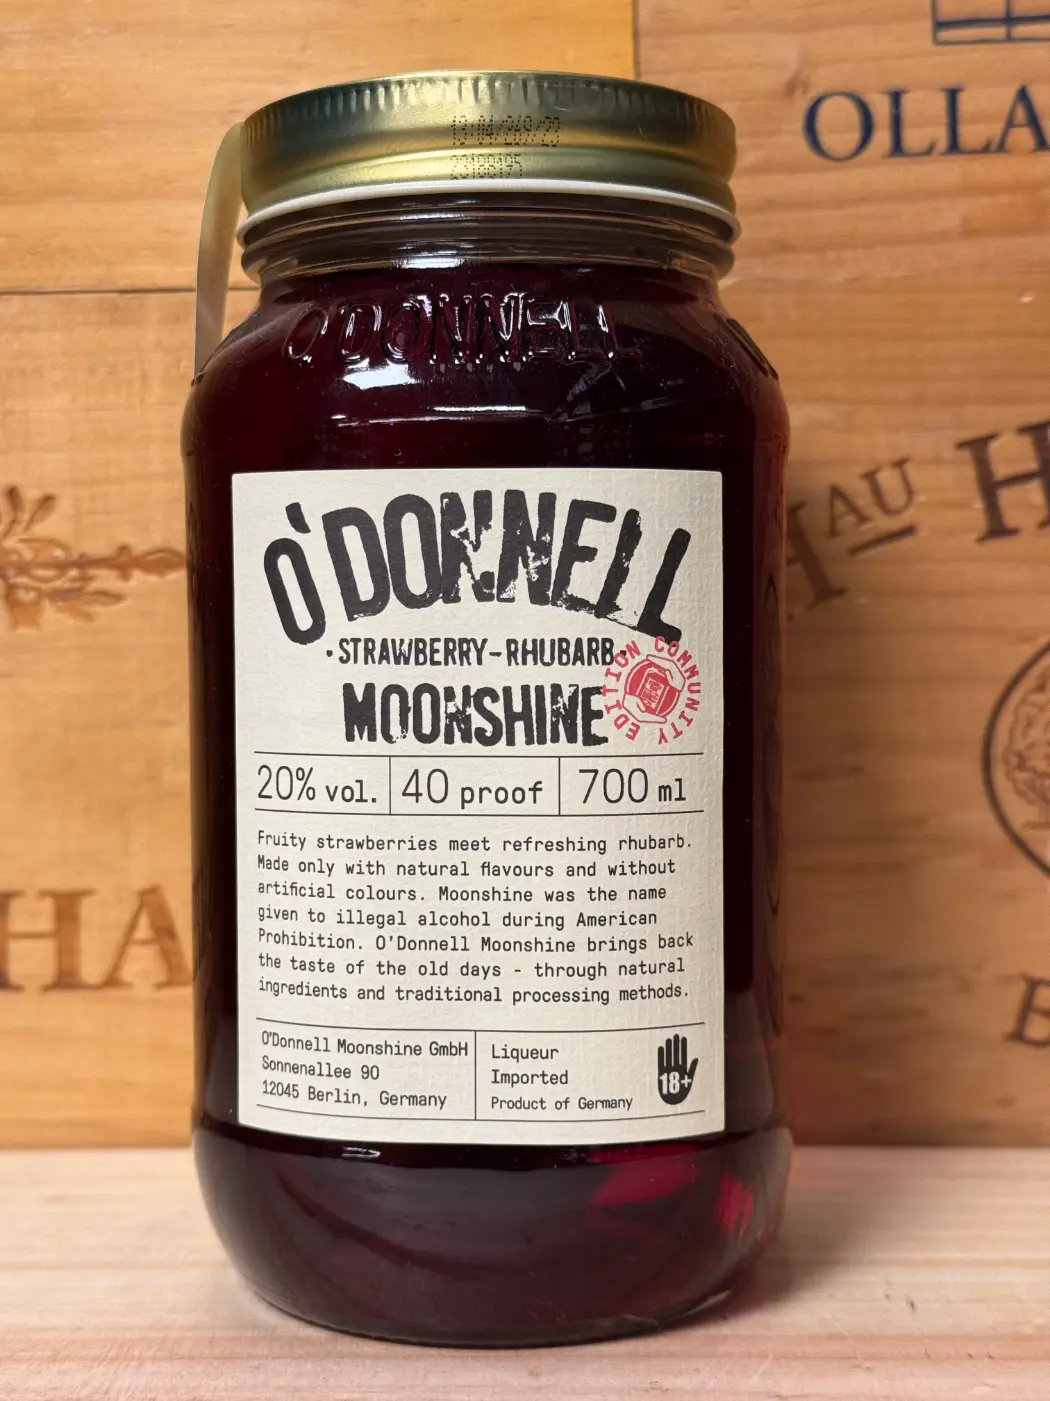 OLLA
O'DONNELL
HAU H
HA
B
O'DONNELL
·STRAWBERRY-RHUBARB·
MOONSHINE
EDITION COMMUNITY
20% vol. 40 proof 700 ml
Fruity strawberries meet refreshing rhubarb.
Made only with natural flavours and without
artificial colours. Moonshine was the name
given to illegal alcohol during American
Prohibition. O'Donnell Moonshine brings back
the taste of the old days - through natural
ingredients and traditional processing methods.
O'Donnell Moonshine GmbH
Sonnenallee 90
12045 Berlin, Germany
Liqueur
Imported
Product of Germany
18+